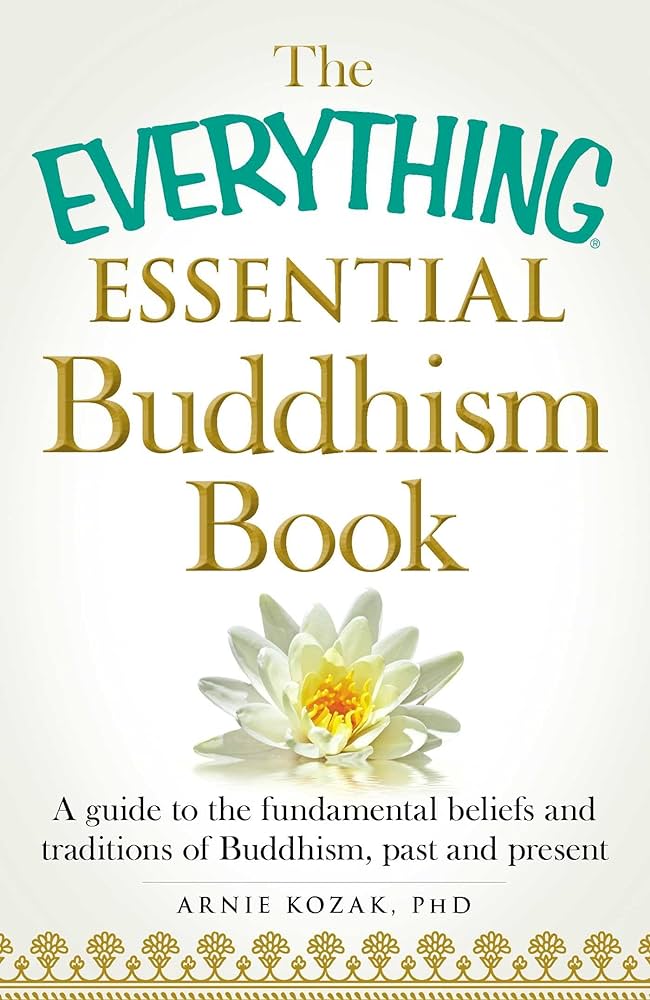 The
EVERYTHING®
ESSENTIAL
Buddhism
Book
A guide to the fundamental beliefs and
traditions of Buddhism, past and present
ARNIE KOZAK, PHD